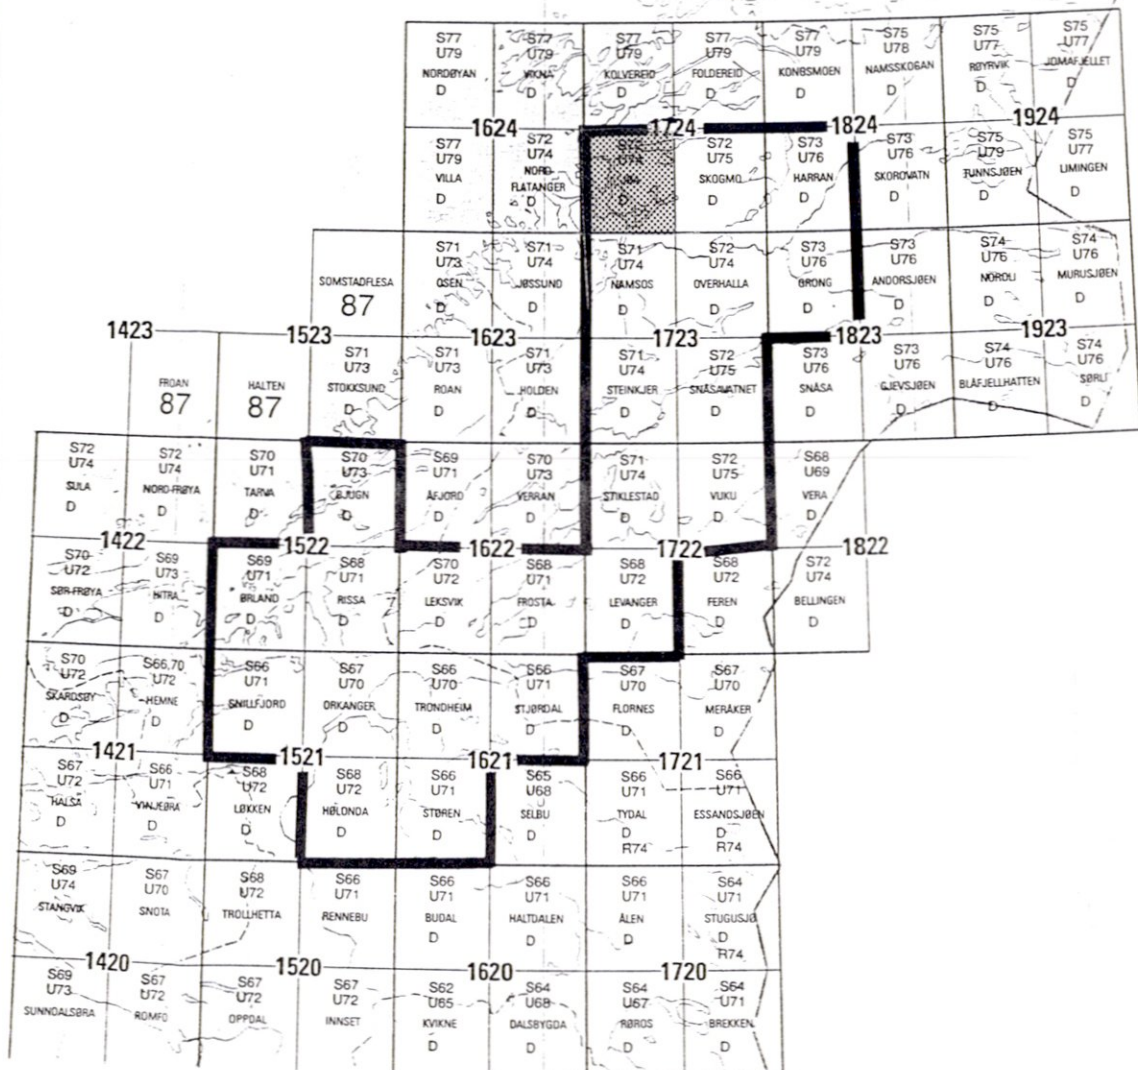 S77 S77 S77 S77 S77 S75 S75 S75
U79 U79 U79 U79 U79 U78 U77 U77
NORDØYAN VIKNA KOLVEREID FOLDEREID KONGSMOEN NAMSSKOGAN RØYRVIK JOMAFJELLET
D D D D D D D D
1624 1724 1824 1924
S77 S72 S72 S72 S73 S73 S75 S75
U79 U74 U74 U75 U76 U76 U79 U77
VILLA NORD- SKOGMO HARRAN SKOROVATN TUNNSJØEN LIMINGEN
FLATANGER
D D D D D D D D
S71 S71 S71 S72 S73 S73 S74 S74
U73 U74 U74 U74 U76 U76 U76 U76
SOMSTADFLESA OSEN JØSSUND NAMSOS OVERHALLA GRONG ANDORSJØEN NORDLI MURUSJØEN
87 D D D D D D D D
1423 1523 1623 1723 1823 1923
S71 S71 S71 S71 S72 S73 S73 S74 S74
U73 U73 U73 U74 U75 U76 U76 U76 U76
FROAN HALTEN STOKKSUND ROAN HOLDEN STEINKJER SNÅSAVATNET SNÅSA GJEVSJØEN BLÅFJELLHATTEN SØRLI
87 87 D D D D D D D D D
S72 S72 S70 S70 S69 S70 S71 S72 S68
U74 U74 U71 U73 U71 U73 U74 U75 U69
SULA NORD-FRØYA TARVA BJUGN ÅFJORD VERRAN STIKLESTAD VUKU VERA
D D D D D D D D D
1422 1522 1622 1722 1822
S70 S69 S69 S68 S70 S68 S68 S68 S72
U72 U73 U71 U71 U72 U71 U72 U72 U74
SØR-FRØYA HITRA ØRLAND RISSA LEKSVIK FROSTA LEVANGER FEREN BELLINGEN
D D D D D D D D D
S70 S66,70 S66 S67 S66 S66 S67 S67
U72 U72 U71 U70 U70 U71 U70 U70
SKARDSØY HEMNE SNILLFJORD ORKANGER TRONDHEIM STJØRDAL FLORNES MERÅKER
D D D D D D D D
1421 1521 1621 1721
S67 S66 S68 S68 S66 S65 S66 S66
U72 U71 U72 U72 U71 U68 U71 U71
HALSA VINJEØRA LØKKEN HØLONDA STØREN SELBU TYDAL ESSANDSJØEN
D D D D D D D D
R74 R74
S69 S67 S68 S66 S66 S66 S66 S64
U74 U70 U72 U71 U71 U71 U71 U71
STANGVIK SNOTA TROLLHETTA RENNEBU BUDAL HALTDALEN ÅLEN STUGUSJØ
D D D D
R74
1420 1520 1620 1720
S69 S67 S67 S67 S62 S64 S64 S64
U73 U72 U72 U72 U65 U68 U67 U71
SUNNDALSØRA ROMFO OPPDAL INNSET KVIKNE DALSBYGDA RØROS BREKKEN
D D D D